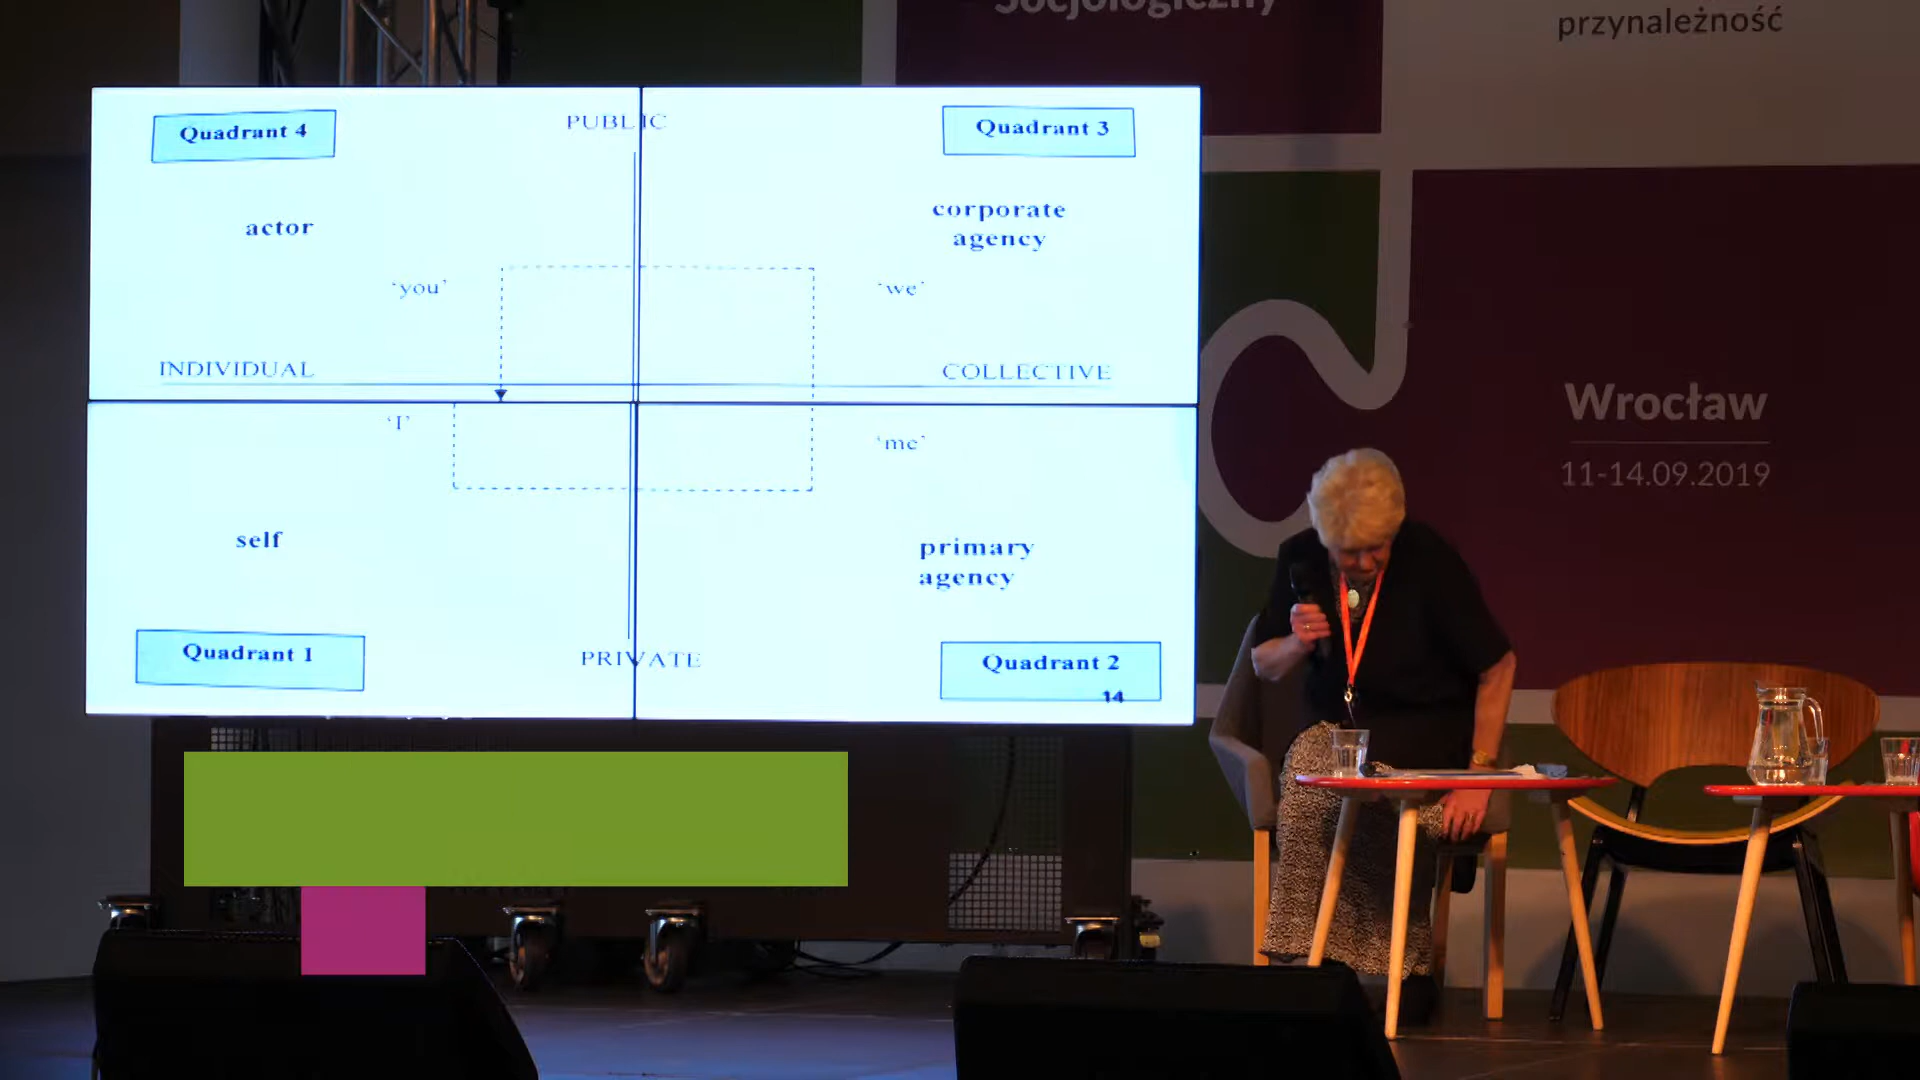 Socjologiczny
przynależność
Quadrant 4
PUBLIC
Quadrant 3
actor
corporate
agency
‘you’
‘we’
INDIVIDUAL
COLLECTIVE
‘I’
‘me’
self
primary
agency
Quadrant 1
PRIVATE
Quadrant 2
14
Wrocław
11-14.09.2019